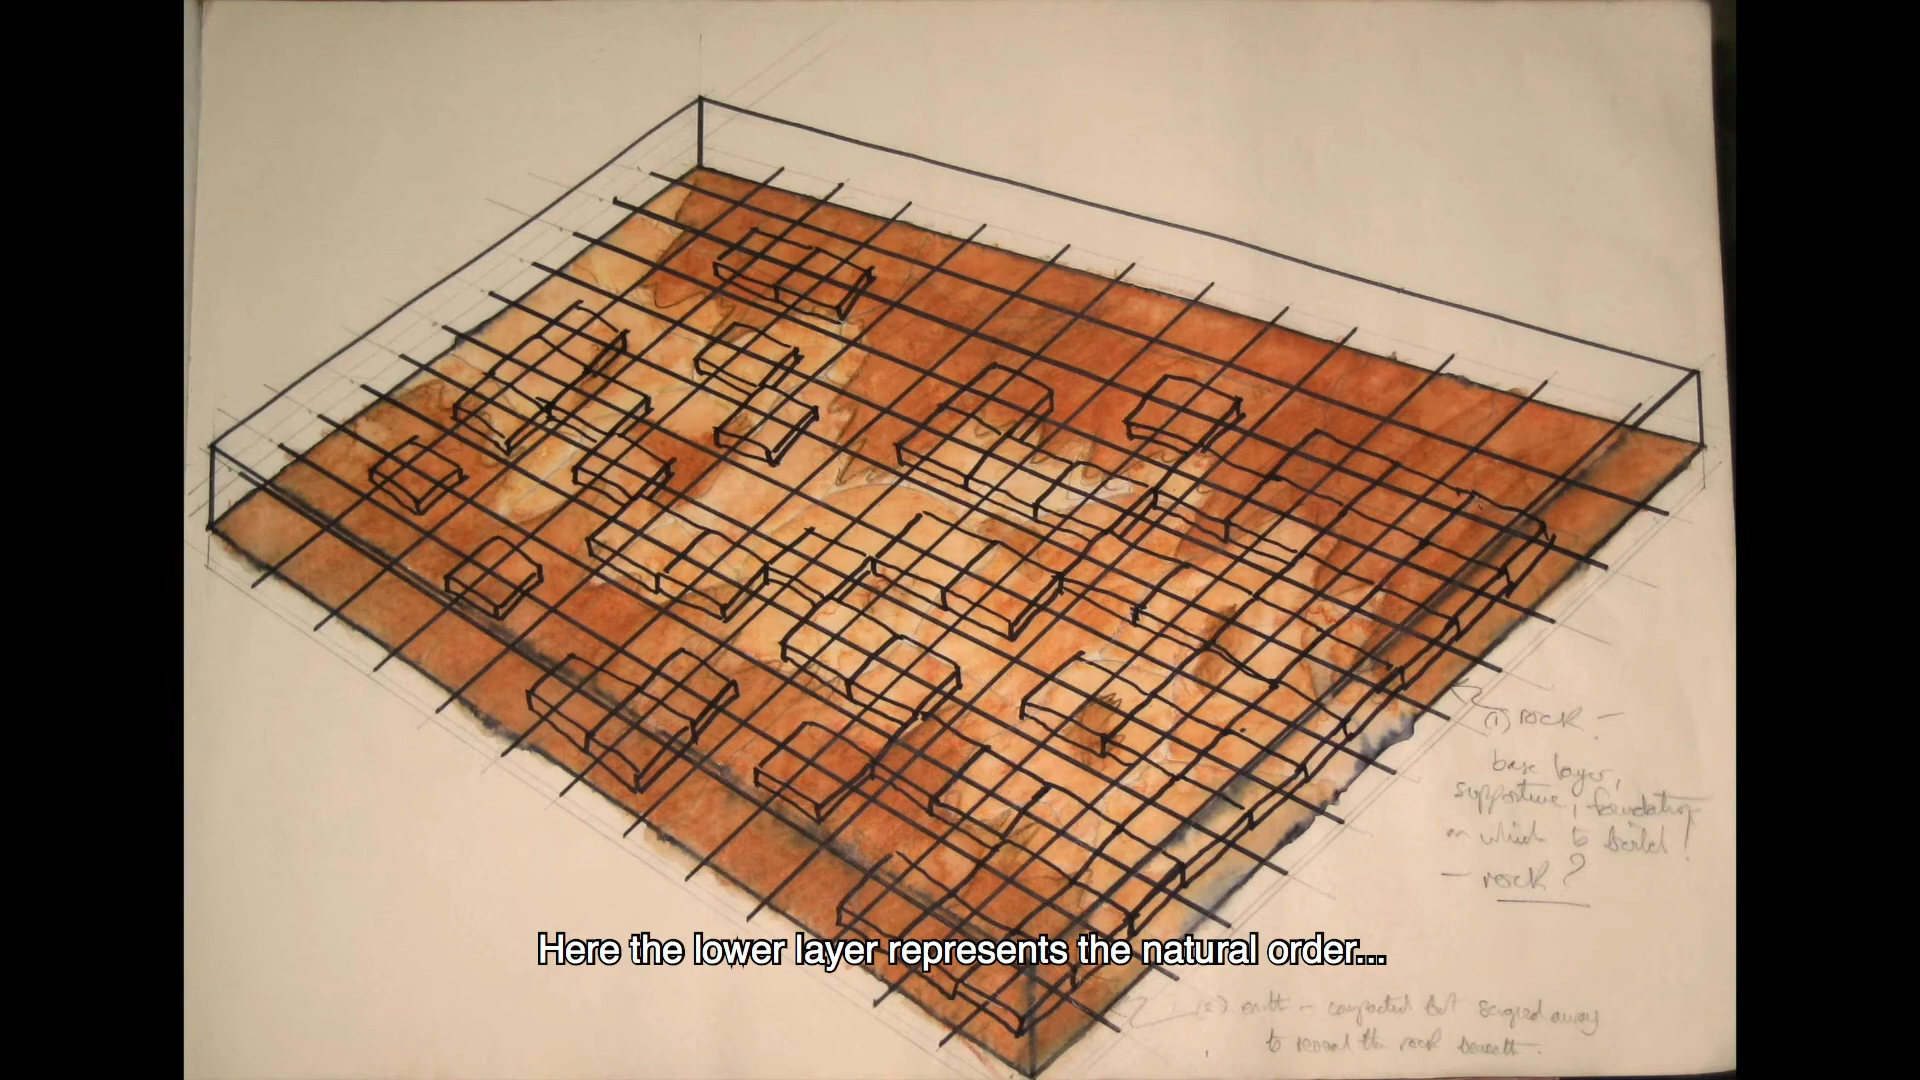 (1) rock –
base layer,
supportive, foundation
on which to build!
– rock?
Here the lower layer represents the natural order...
(2) earth – compacted but scraped away
to reveal the rock beneath.